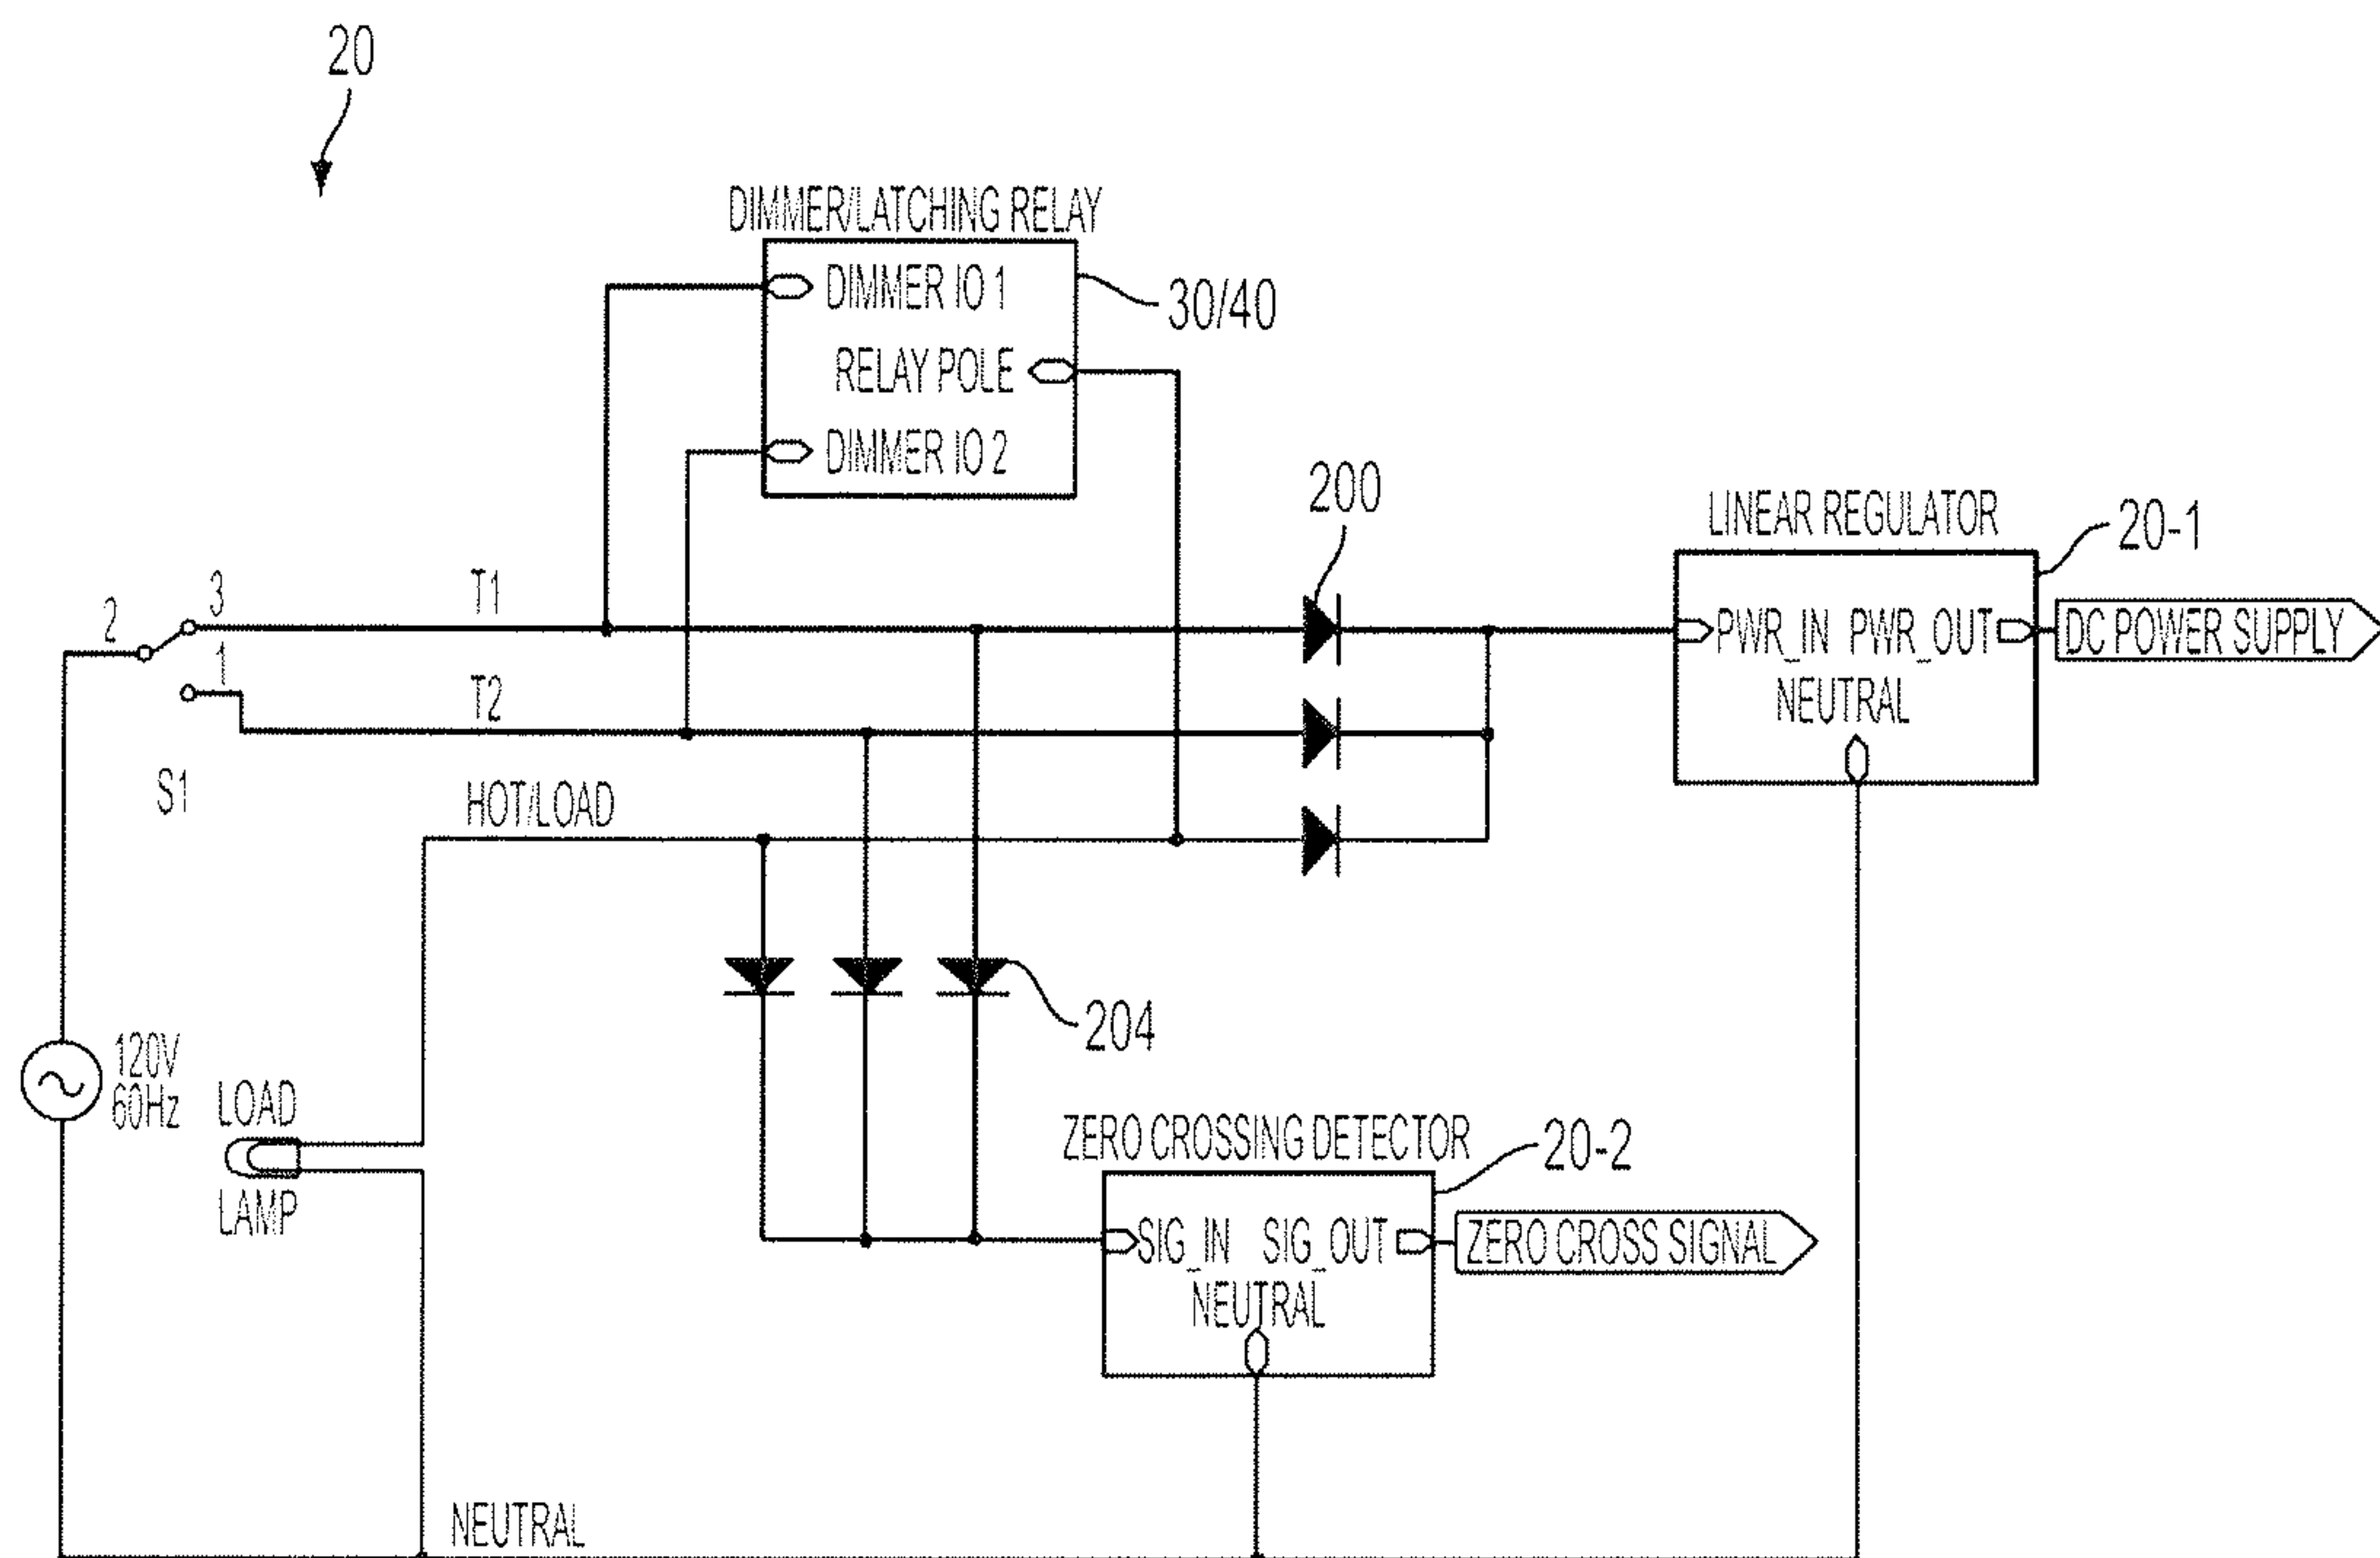 20
DIMMER/LATCHING RELAY
DIMMER IO 1
30/40
RELAY POLE
DIMMER IO 2
200
LINEAR REGULATOR
20-1
2
3
T1
PWR_IN PWR_OUT
DC POWER SUPPLY
1
T2
NEUTRAL
S1
HOT/LOAD
204
120V
60Hz
LOAD
LAMP
ZERO CROSSING DETECTOR
20-2
SIG_IN SIG_OUT
ZERO CROSS SIGNAL
NEUTRAL
NEUTRAL